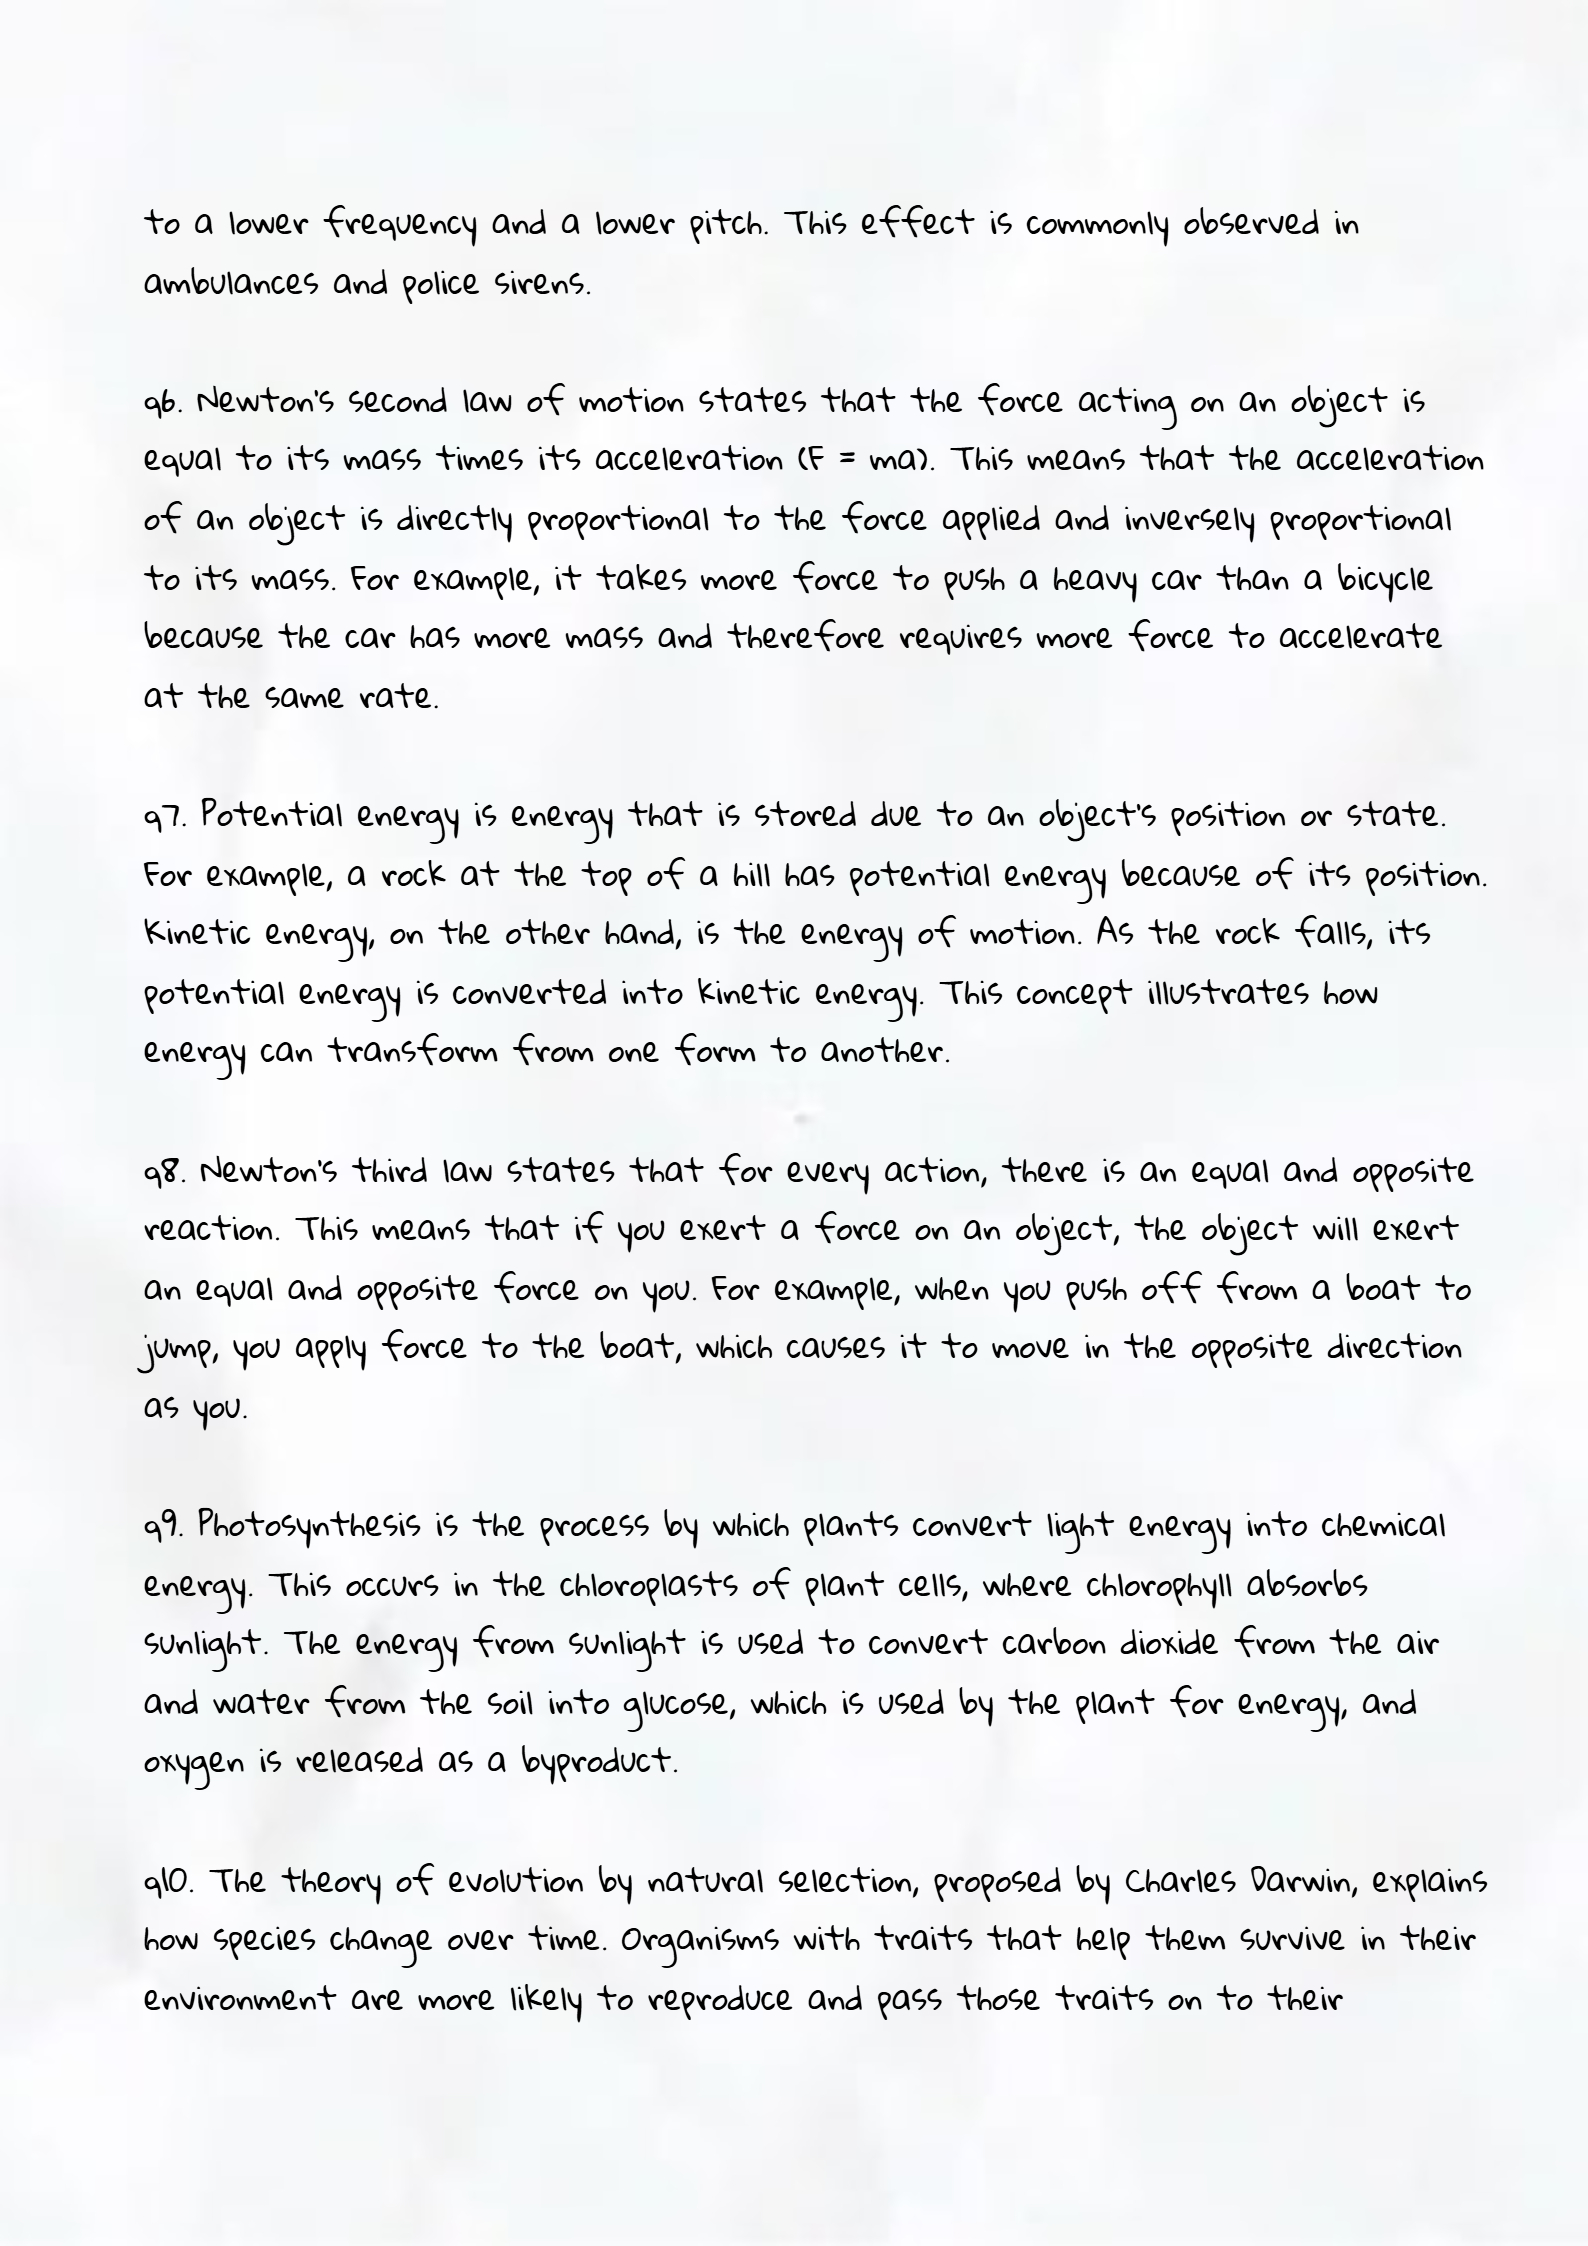 to a lower frequency and a lower pitch. This effect is commonly observed in
ambulances and police sirens.
q6. Newton's second law of motion states that the force acting on an object is
equal to its mass times its acceleration (F = ma). This means that the acceleration
of an object is directly proportional to the force applied and inversely proportional
to its mass. For example, it takes more force to push a heavy car than a bicycle
because the car has more mass and therefore requires more force to accelerate
at the same rate.
q7. Potential energy is energy that is stored due to an object's position or state.
For example, a rock at the top of a hill has potential energy because of its position.
Kinetic energy, on the other hand, is the energy of motion. As the rock falls, its
potential energy is converted into kinetic energy. This concept illustrates how
energy can transform from one form to another.
q8. Newton's third law states that for every action, there is an equal and opposite
reaction. This means that if you exert a force on an object, the object will exert
an equal and opposite force on you. For example, when you push off from a boat to
jump, you apply force to the boat, which causes it to move in the opposite direction
as you.
q9. Photosynthesis is the process by which plants convert light energy into chemical
energy. This occurs in the chloroplasts of plant cells, where chlorophyll absorbs
sunlight. The energy from sunlight is used to convert carbon dioxide from the air
and water from the soil into glucose, which is used by the plant for energy, and
oxygen is released as a byproduct.
q10. The theory of evolution by natural selection, proposed by Charles Darwin, explains
how species change over time. Organisms with traits that help them survive in their
environment are more likely to reproduce and pass those traits on to their